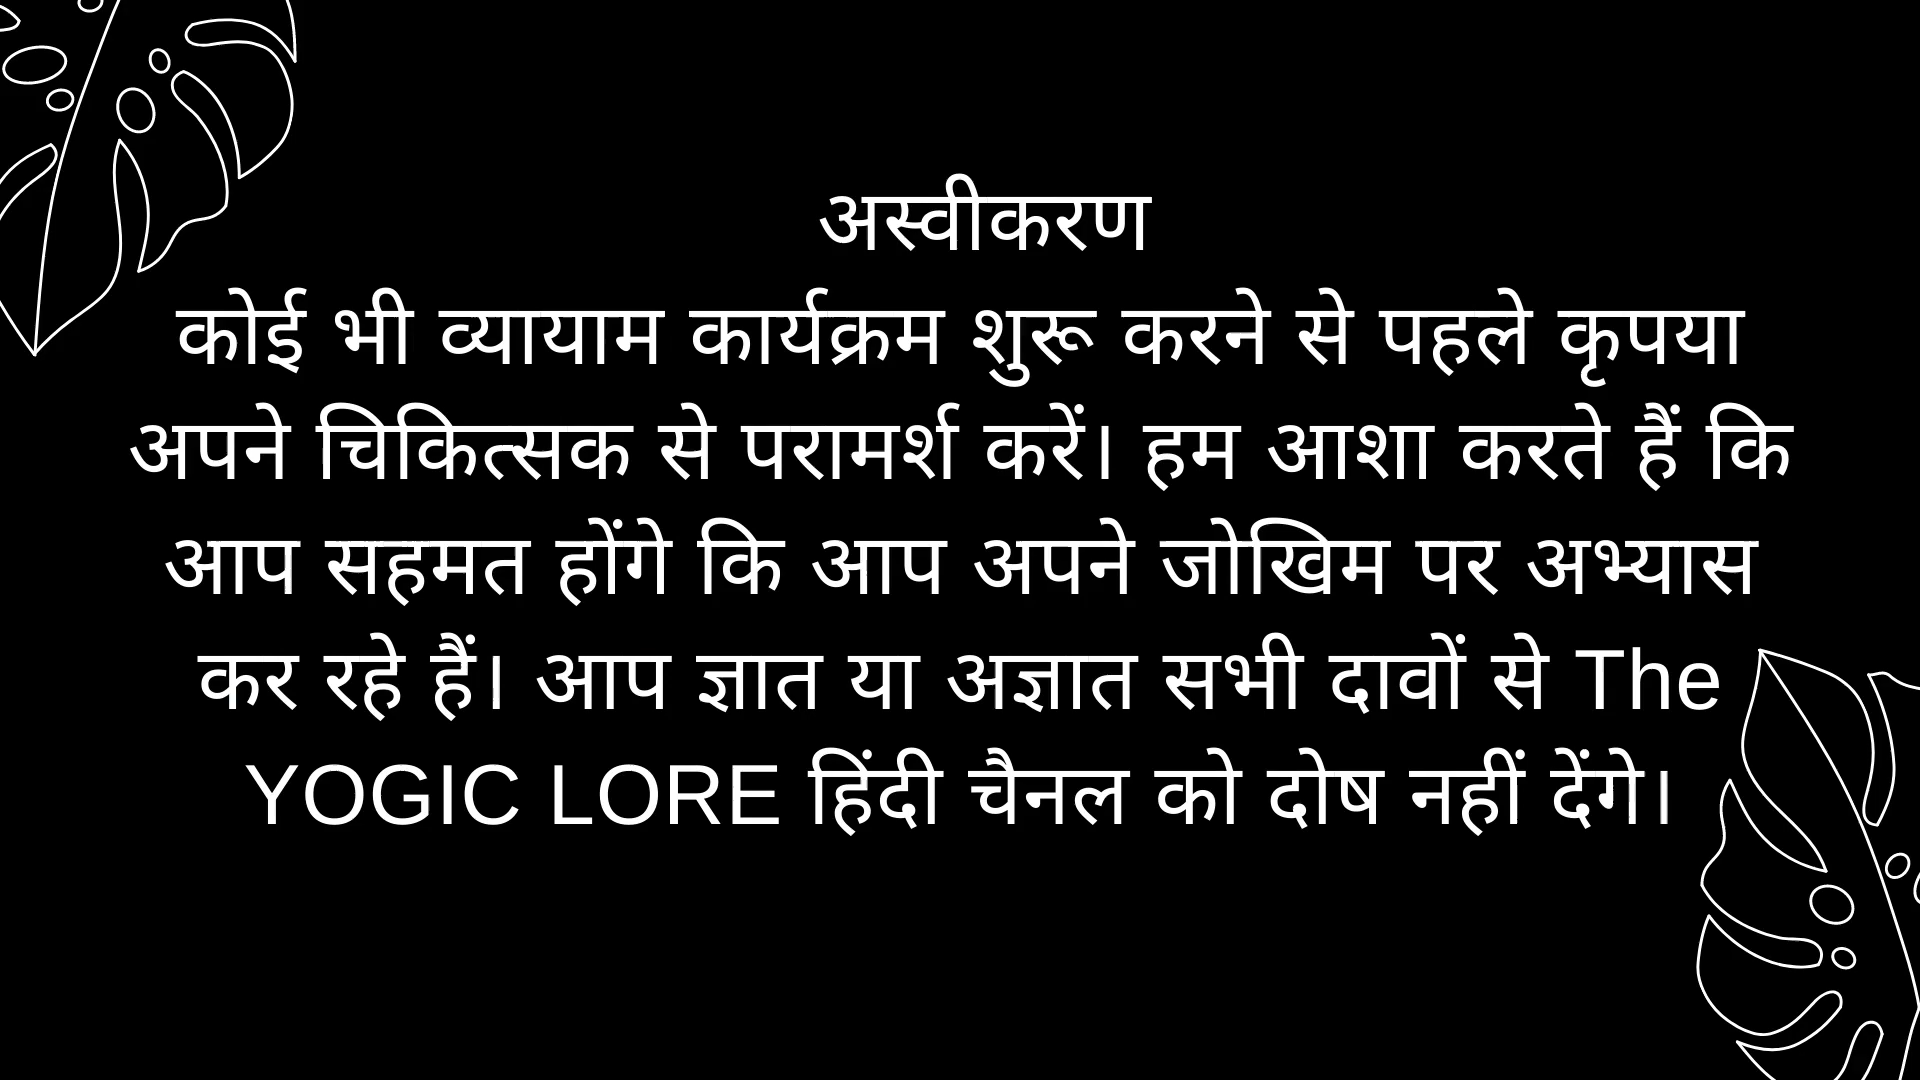 अस्वीकरण
कोई भी व्यायाम कार्यक्रम शुरू करने से पहले कृपया
अपने चिकित्सक से परामर्श करें। हम आशा करते हैं कि
आप सहमत होंगे कि आप अपने जोखिम पर अभ्यास
कर रहे हैं। आप ज्ञात या अज्ञात सभी दावों से The
YOGIC LORE हिंदी चैनल को दोष नहीं देंगे।